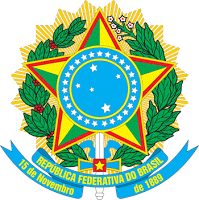 REPÚBLICA FEDERATIVA DO BRASIL
15 de Novembro
de 1889